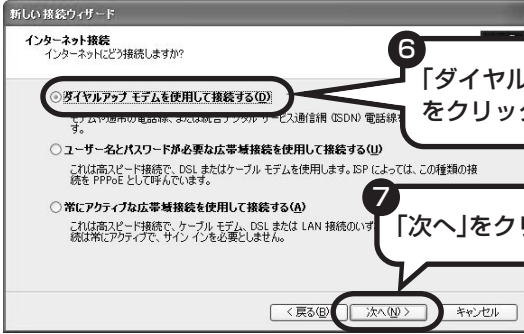 新しい接続ウィザード
インターネット接続
インターネットにどう接続しますか?
❻
「ダイヤル
をクリッ
ダイヤルアップ モデムを使用して接続する(D)
モデムや通常の電話線、または統合デジタル サービス通信網 (ISDN) 電話線
す。
ユーザー名とパスワードが必要な広帯域接続を使用して接続する(U)
これは高スピード接続で、DSL またはケーブル モデムを使用します。ISP によっては、この種類の接
続を PPPoE として呼んでいます。
常にアクティブな広帯域接続を使用して接続する(A)
これは高スピード接続で、ケーブル モデム、DSL または LAN 接続のいず
続は常にアクティブで、サイン インを必要としません。
❼
「次へ」をクリ
< 戻る(B)
次へ(N) >
キャンセル